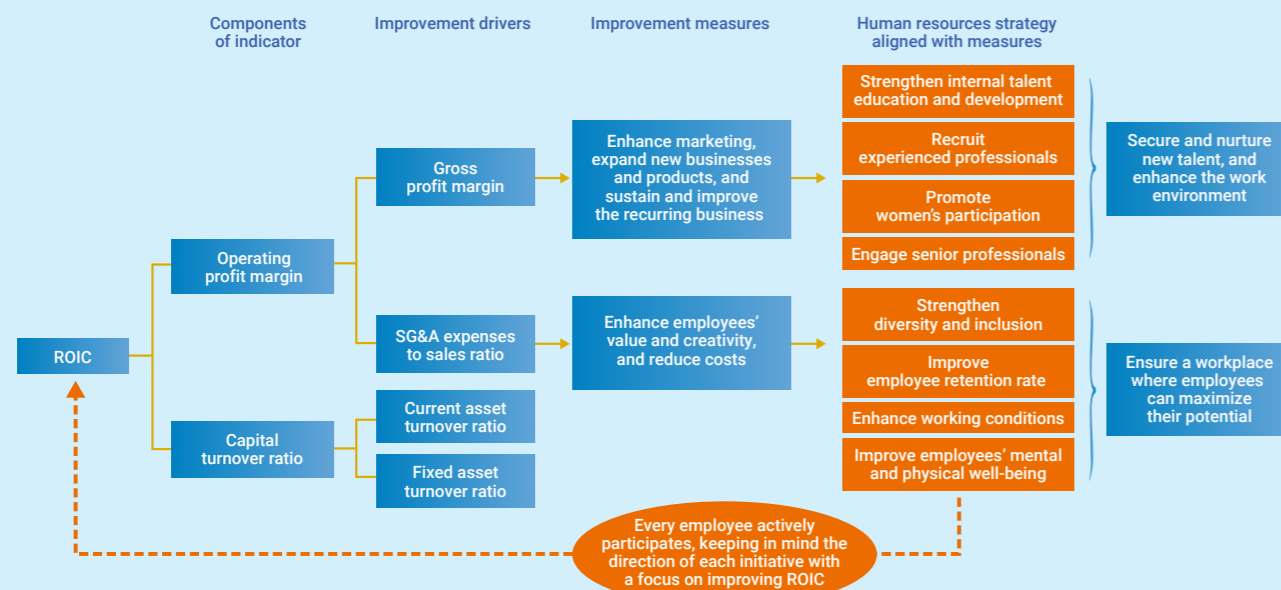 Components
of indicator
Improvement drivers
Improvement measures
Human resources strategy
aligned with measures
ROIC
Operating
profit margin
Capital
turnover ratio
Gross
profit margin
SG&A expenses
to sales ratio
Current asset
turnover ratio
Fixed asset
turnover ratio
Enhance marketing,
expand new businesses
and products, and
sustain and improve
the recurring business
Enhance employees’
value and creativity,
and reduce costs
Strengthen internal talent
education and development
Recruit
experienced professionals
Promote
women’s participation
Engage senior professionals
Strengthen
diversity and inclusion
Improve
employee retention rate
Enhance working conditions
Improve employees’ mental
and physical well-being
Secure and nurture
new talent, and
enhance the work
environment
Ensure a workplace
where employees
can maximize
their potential
Every employee actively
participates, keeping in mind the
direction of each initiative with
a focus on improving ROIC